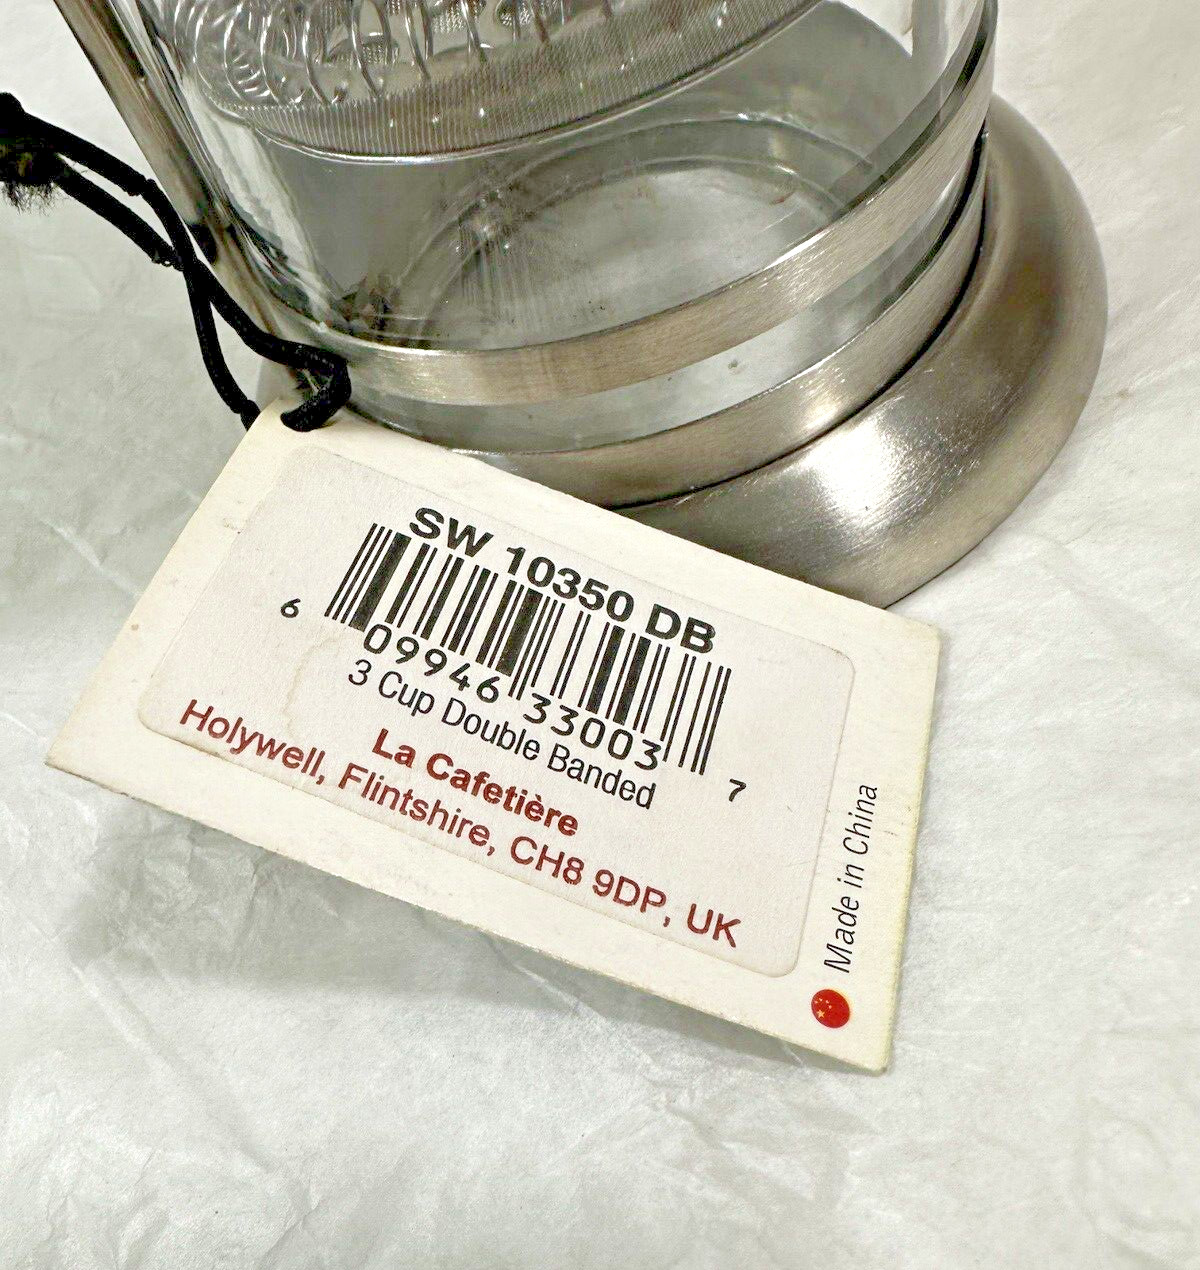 SW 10350 DB
6 09946 33003 7
3 Cup Double Banded
La Cafetière
Holywell, Flintshire, CH8 9DP, UK
Made in China